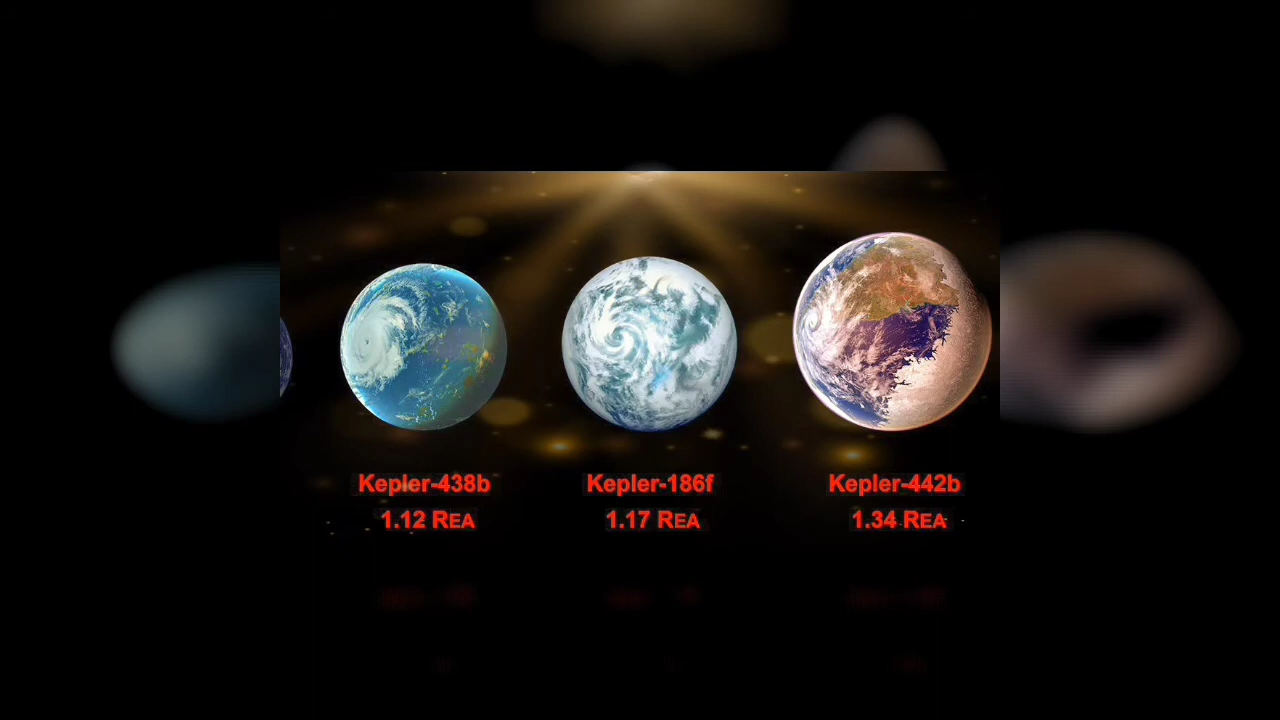 Kepler-438b
1.12 REA
Kepler-186f
1.17 REA
Kepler-442b
1.34 REA